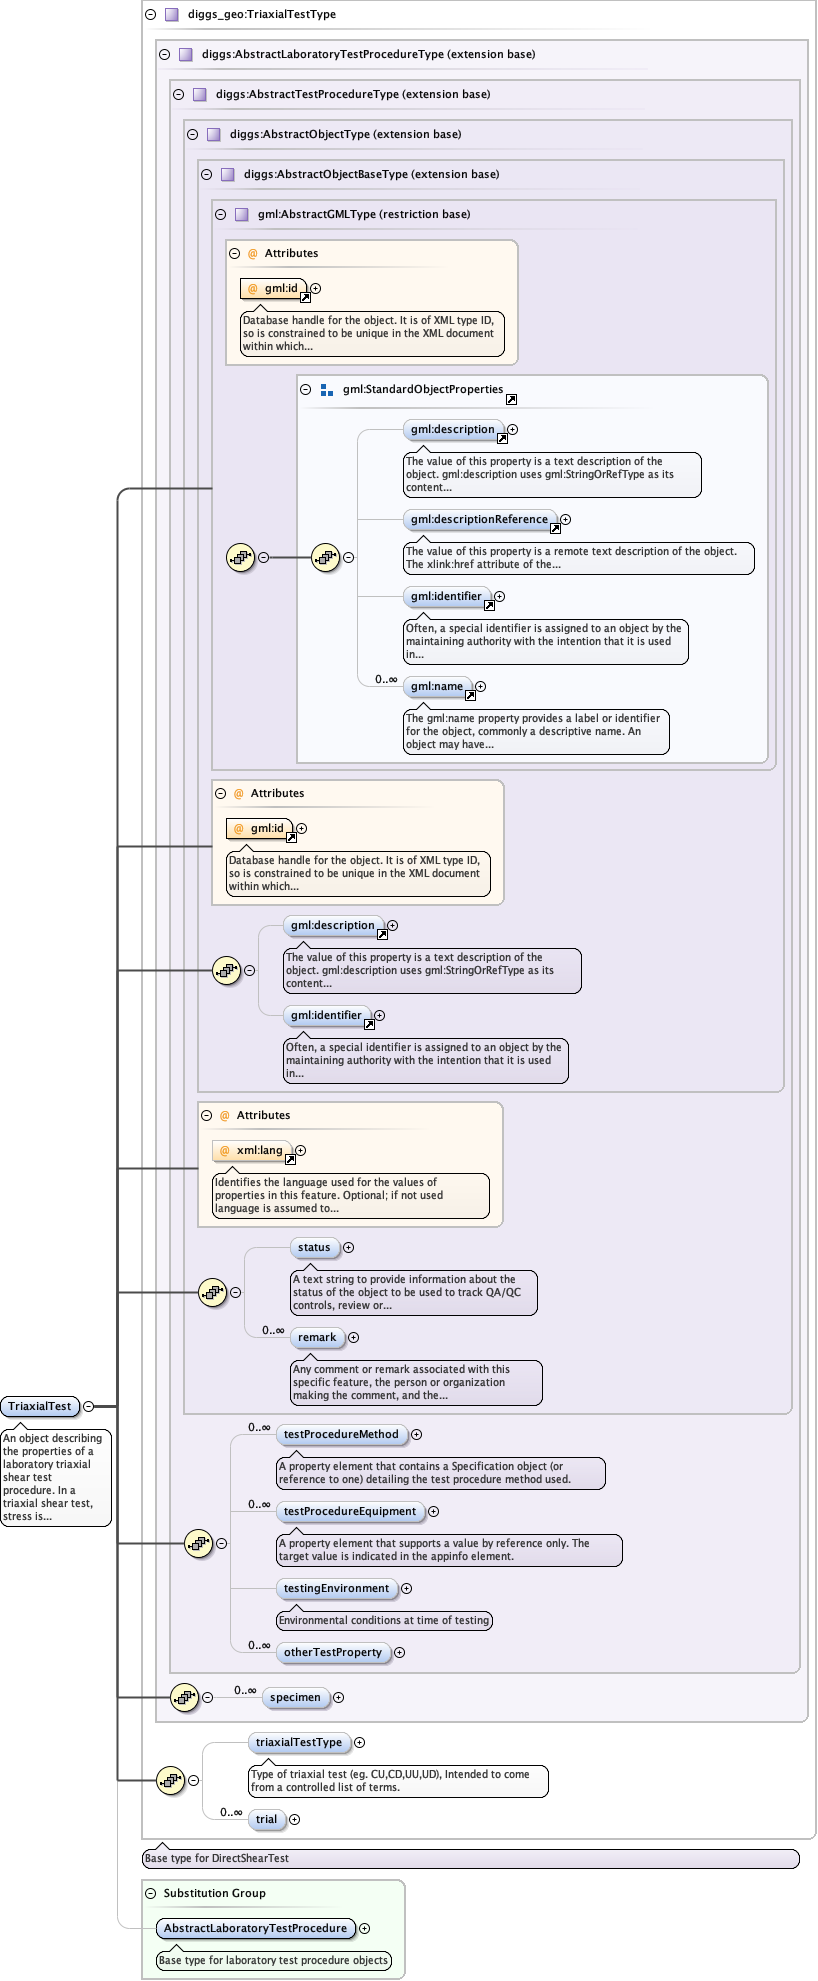 diggs_geo:TriaxialTestType
diggs:AbstractLaboratoryTestProcedureType (extension base)
diggs:AbstractTestProcedureType (extension base)
diggs:AbstractObjectType (extension base)
diggs:AbstractObjectBaseType (extension base)
gml:AbstractGMLType (restriction base)
@ Attributes
@ gml:id
Database handle for the object. It is of XML type ID,
so is constrained to be unique in the XML document
within which...
gml:StandardObjectProperties
gml:description
The value of this property is a text description of the
object. gml:description uses gml:StringOrRefType as its
content...
gml:descriptionReference
The value of this property is a remote text description of the object.
The xlink:href attribute of the...
gml:identifier
Often, a special identifier is assigned to an object by the
maintaining authority with the intention that it is used
in...
0..∞
gml:name
The gml:name property provides a label or identifier
for the object, commonly a descriptive name. An
object may have...
@ Attributes
@ gml:id
Database handle for the object. It is of XML type ID,
so is constrained to be unique in the XML document
within which...
gml:description
The value of this property is a text description of the
object. gml:description uses gml:StringOrRefType as its
content...
gml:identifier
Often, a special identifier is assigned to an object by the
maintaining authority with the intention that it is used
in...
@ Attributes
@ xml:lang
Identifies the language used for the values of
properties in this feature. Optional; if not used
language is assumed to...
status
A text string to provide information about the
status of the object to be used to track QA/QC
controls, review or...
0..∞
remark
Any comment or remark associated with this
specific feature, the person or organization
making the comment, and the...
TriaxialTest
An object describing
the properties of a
laboratory triaxial
shear test
procedure. In a
triaxial shear test,
stress is...
0..∞
testProcedureMethod
A property element that contains a Specification object (or
reference to one) detailing the test procedure method used.
0..∞
testProcedureEquipment
A property element that supports a value by reference only. The
target value is indicated in the appinfo element.
testingEnvironment
Environmental conditions at time of testing
0..∞
otherTestProperty
0..∞
specimen
triaxialTestType
Type of triaxial test (eg. CU,CD,UU,UD), Intended to come
from a controlled list of terms.
0..∞
trial
Base type for DirectShearTest
Substitution Group
AbstractLaboratoryTestProcedure
Base type for laboratory test procedure objects